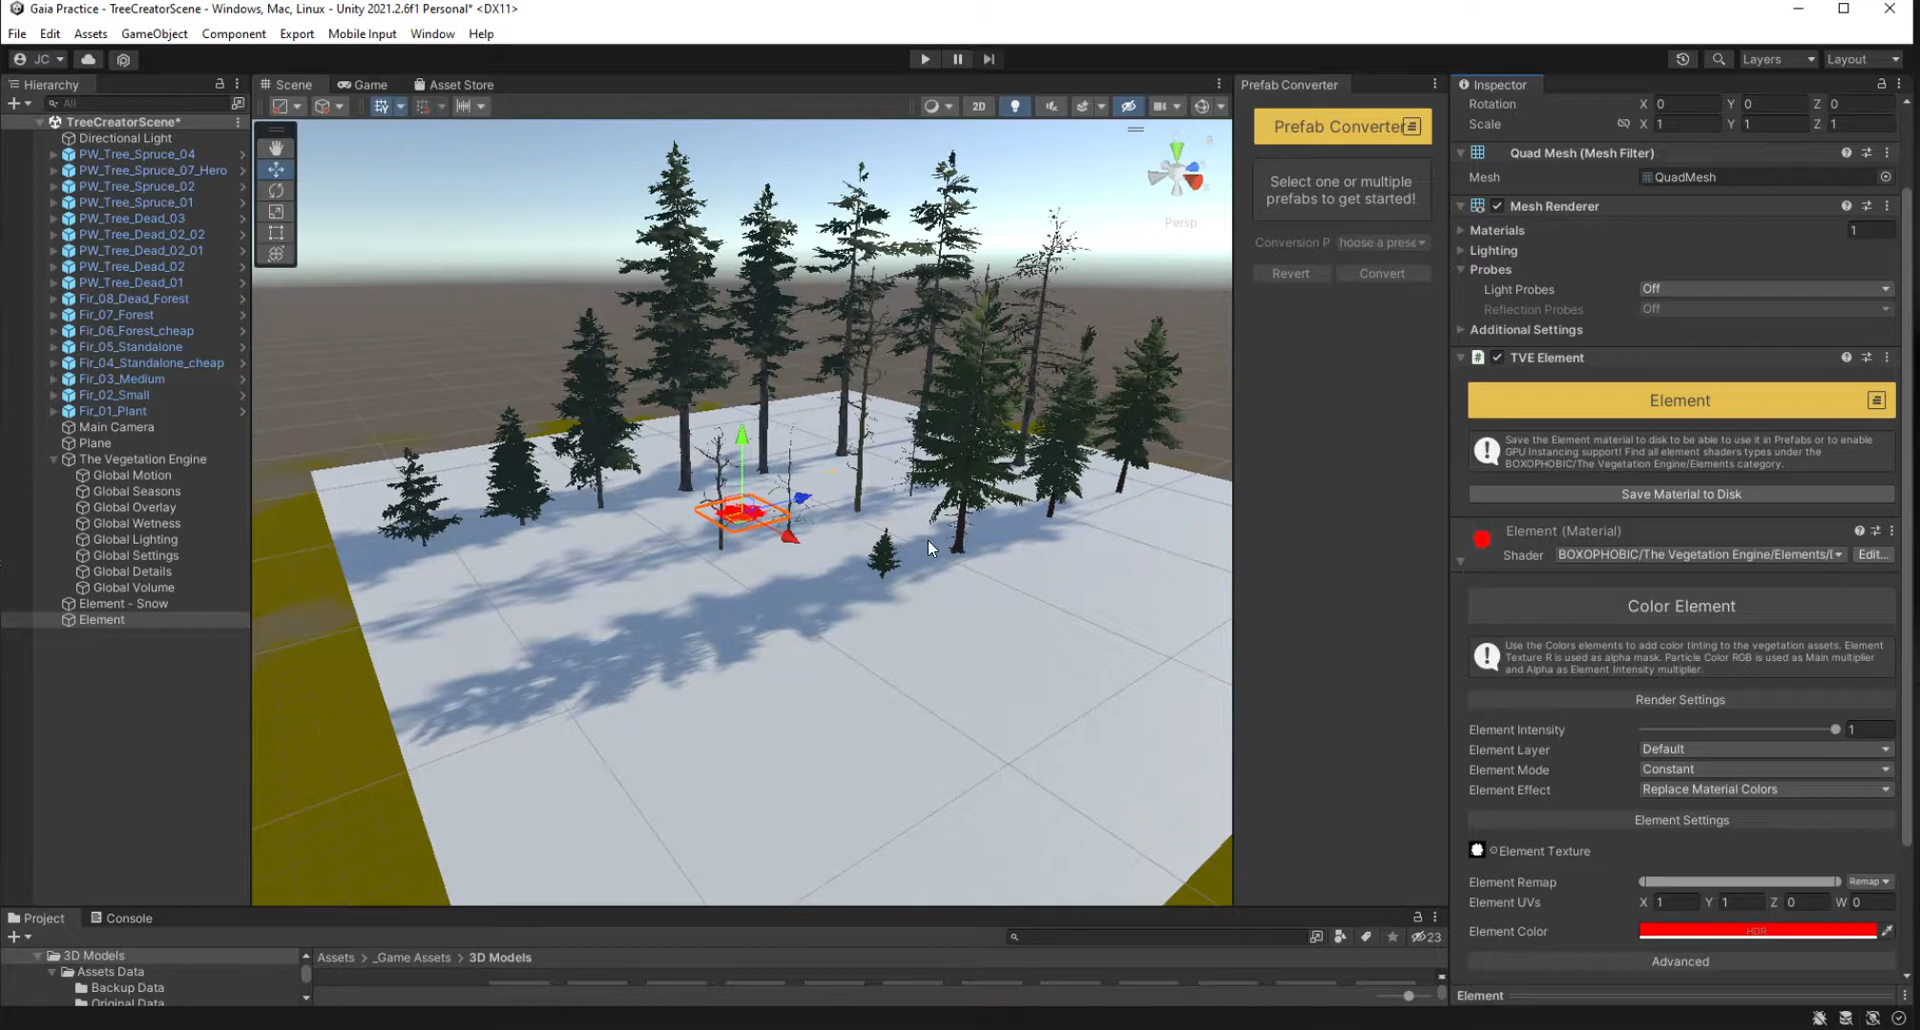 Gaia Practice - TreeCreatorScene - Windows, Mac, Linux - Unity 2021.2.6f1 Personal* <DX11>
File Edit Assets GameObject Component Export Mobile Input Window Help
JC
Layers
Layout
Hierarchy
All
TreeCreatorScene*
Directional Light
PW_Tree_Spruce_04
PW_Tree_Spruce_07_Hero
PW_Tree_Spruce_02
PW_Tree_Spruce_01
PW_Tree_Dead_03
PW_Tree_Dead_02_02
PW_Tree_Dead_02_01
PW_Tree_Dead_02
PW_Tree_Dead_01
Fir_08_Dead_Forest
Fir_07_Forest
Fir_06_Forest_cheap
Fir_05_Standalone
Fir_04_Standalone_cheap
Fir_03_Medium
Fir_02_Small
Fir_01_Plant
Main Camera
Plane
The Vegetation Engine
Global Motion
Global Seasons
Global Overlay
Global Wetness
Global Lighting
Global Settings
Global Details
Global Volume
Element - Snow
Element
Scene Game Asset Store
2D
Persp
Prefab Converter
Prefab Converter
Select one or multiple
prefabs to get started!
Conversion P hoose a prese
Revert Convert
Inspector
Rotation X 0 Y 0 Z 0
Scale X 1 Y 1 Z 1
Quad Mesh (Mesh Filter)
Mesh QuadMesh
Mesh Renderer
Materials 1
Lighting
Probes
Light Probes Off
Reflection Probes Off
Additional Settings
TVE Element
Element
Save the Element material to disk to be able to use it in Prefabs or to enable
GPU Instancing support! Find all element shaders types under the
BOXOPHOBIC/The Vegetation Engine/Elements category.
Save Material to Disk
Element (Material)
Shader BOXOPHOBIC/The Vegetation Engine/Elements/ Edit...
Color Element
Use the Colors elements to add color tinting to the vegetation assets. Element
Texture R is used as alpha mask. Particle Color RGB is used as Main multiplier
and Alpha as Element Intensity multiplier.
Render Settings
Element Intensity 1
Element Layer Default
Element Mode Constant
Element Effect Replace Material Colors
Element Settings
Element Texture
Element Remap Remap
Element UVs X 1 Y 1 Z 0 W 0
Element Color HDR
Advanced
Element
Project Console
23
3D Models
Assets Data
Backup Data
Original Data
Assets _Game Assets 3D Models